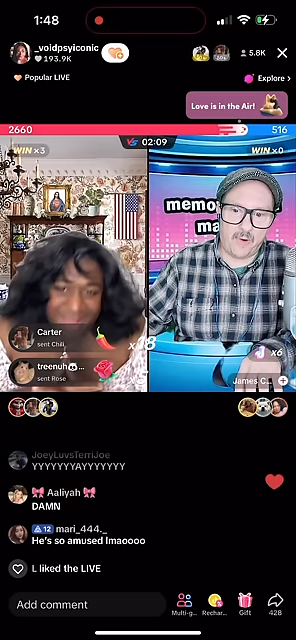 1:48
_voidpsyiconic
193.9K
5.8K
Popular LIVE
Explore >
Love is in the Air!
2660
516
WIN ×3
VS 02:09
WIN ×0
memo
ma
Carter
sent Chili
treenuh
sent Rose
x6
James C...
JoeyLuvsTerriJoe
YYYYYYYAYYYYYYY
Aaliyah
DAMN
12 mari_444._
He's so amused lmaoooo
L liked the LIVE
Add comment
Multi-g...
Rechar...
Gift
428